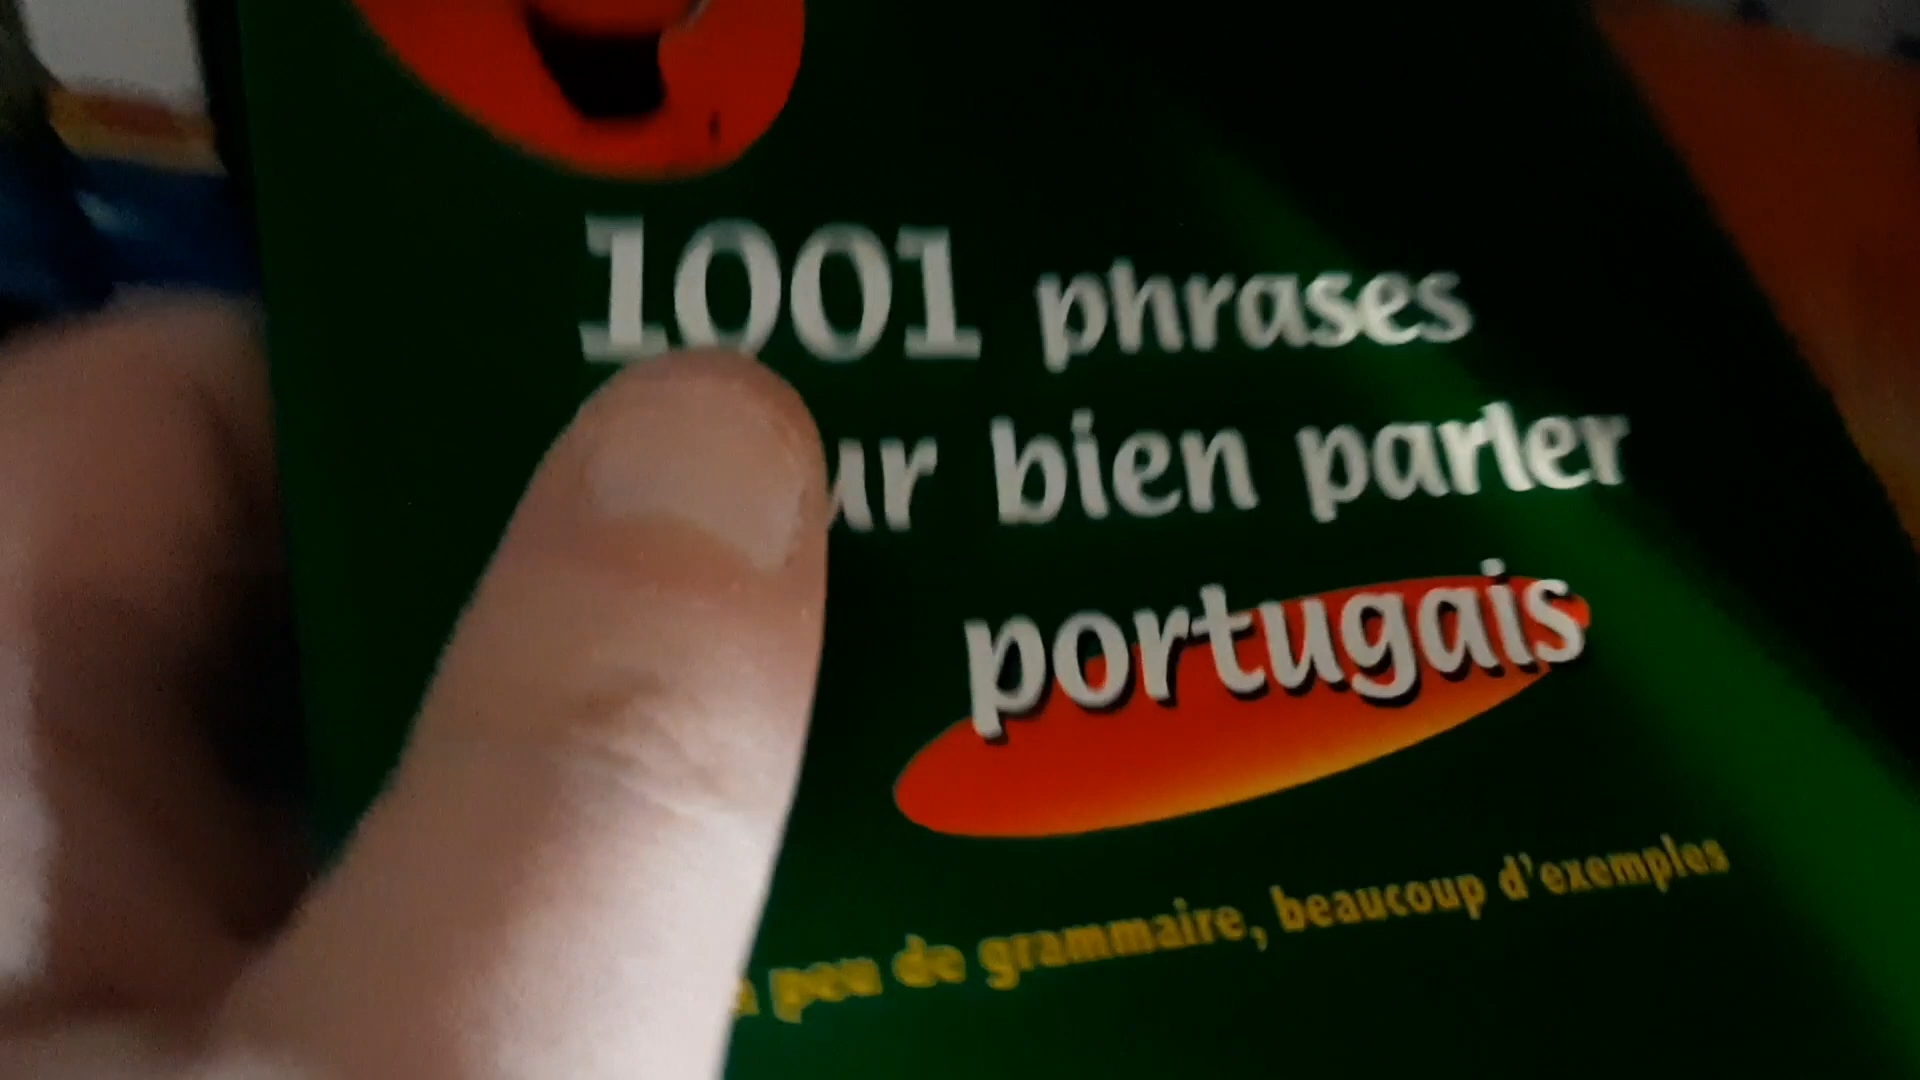 1001 phrases
ur bien parler
portugais
peu de grammaire, beaucoup d'exemples